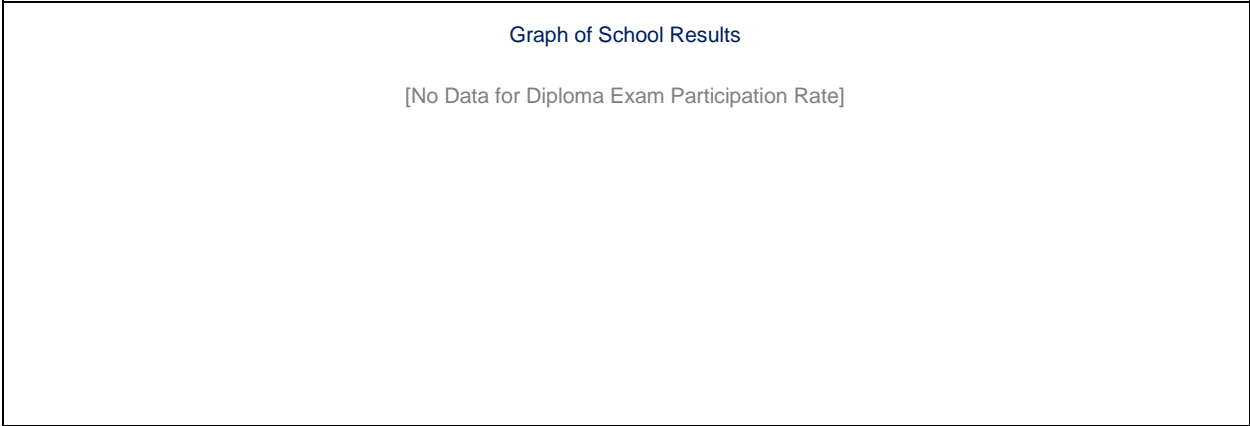 Graph of School Results
[No Data for Diploma Exam Participation Rate]